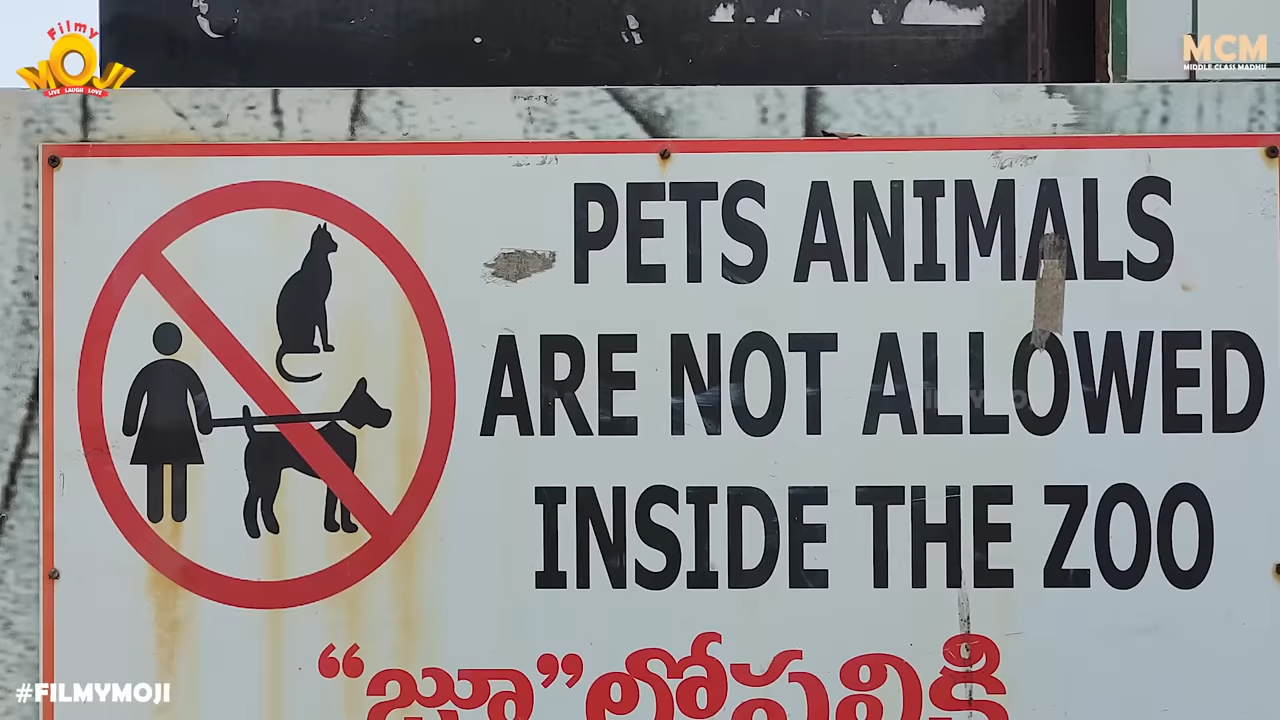 Filmy
MOJI
LIVE LAUGH LOVE
MCM
MIDDLE CLASS MADHU
PETS ANIMALS
ARE NOT ALLOWED
INSIDE THE ZOO
“జూ”లోపలికి
#FILMYMOJI